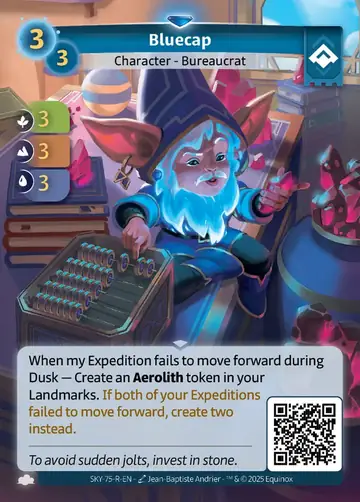 3
3
Bluecap
Character - Bureaucrat
3
3
3
When my Expedition fails to move forward during
Dusk — Create an Aerolith token in your
Landmarks. If both of your Expeditions
failed to move forward, create two
instead.
To avoid sudden jolts, invest in stone.
SKY-75-R-EN - Jean-Baptiste Andrier - ™ & © 2025 Equinox